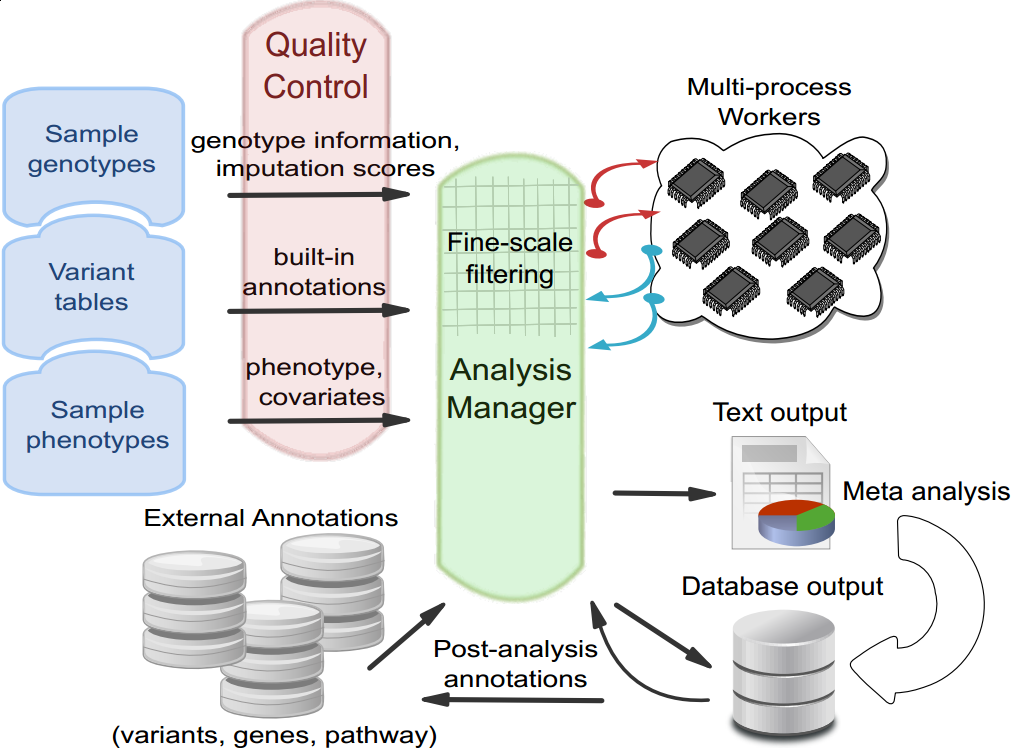 Quality
Control
Multi-process
Workers
Sample
genotypes
genotype information,
imputation scores
Variant
tables
built-in
annotations
Fine-scale
filtering
Sample
phenotypes
phenotype,
covariates
Analysis
Manager
Text output
Meta analysis
External Annotations
Database output
Post-analysis
annotations
(variants, genes, pathway)